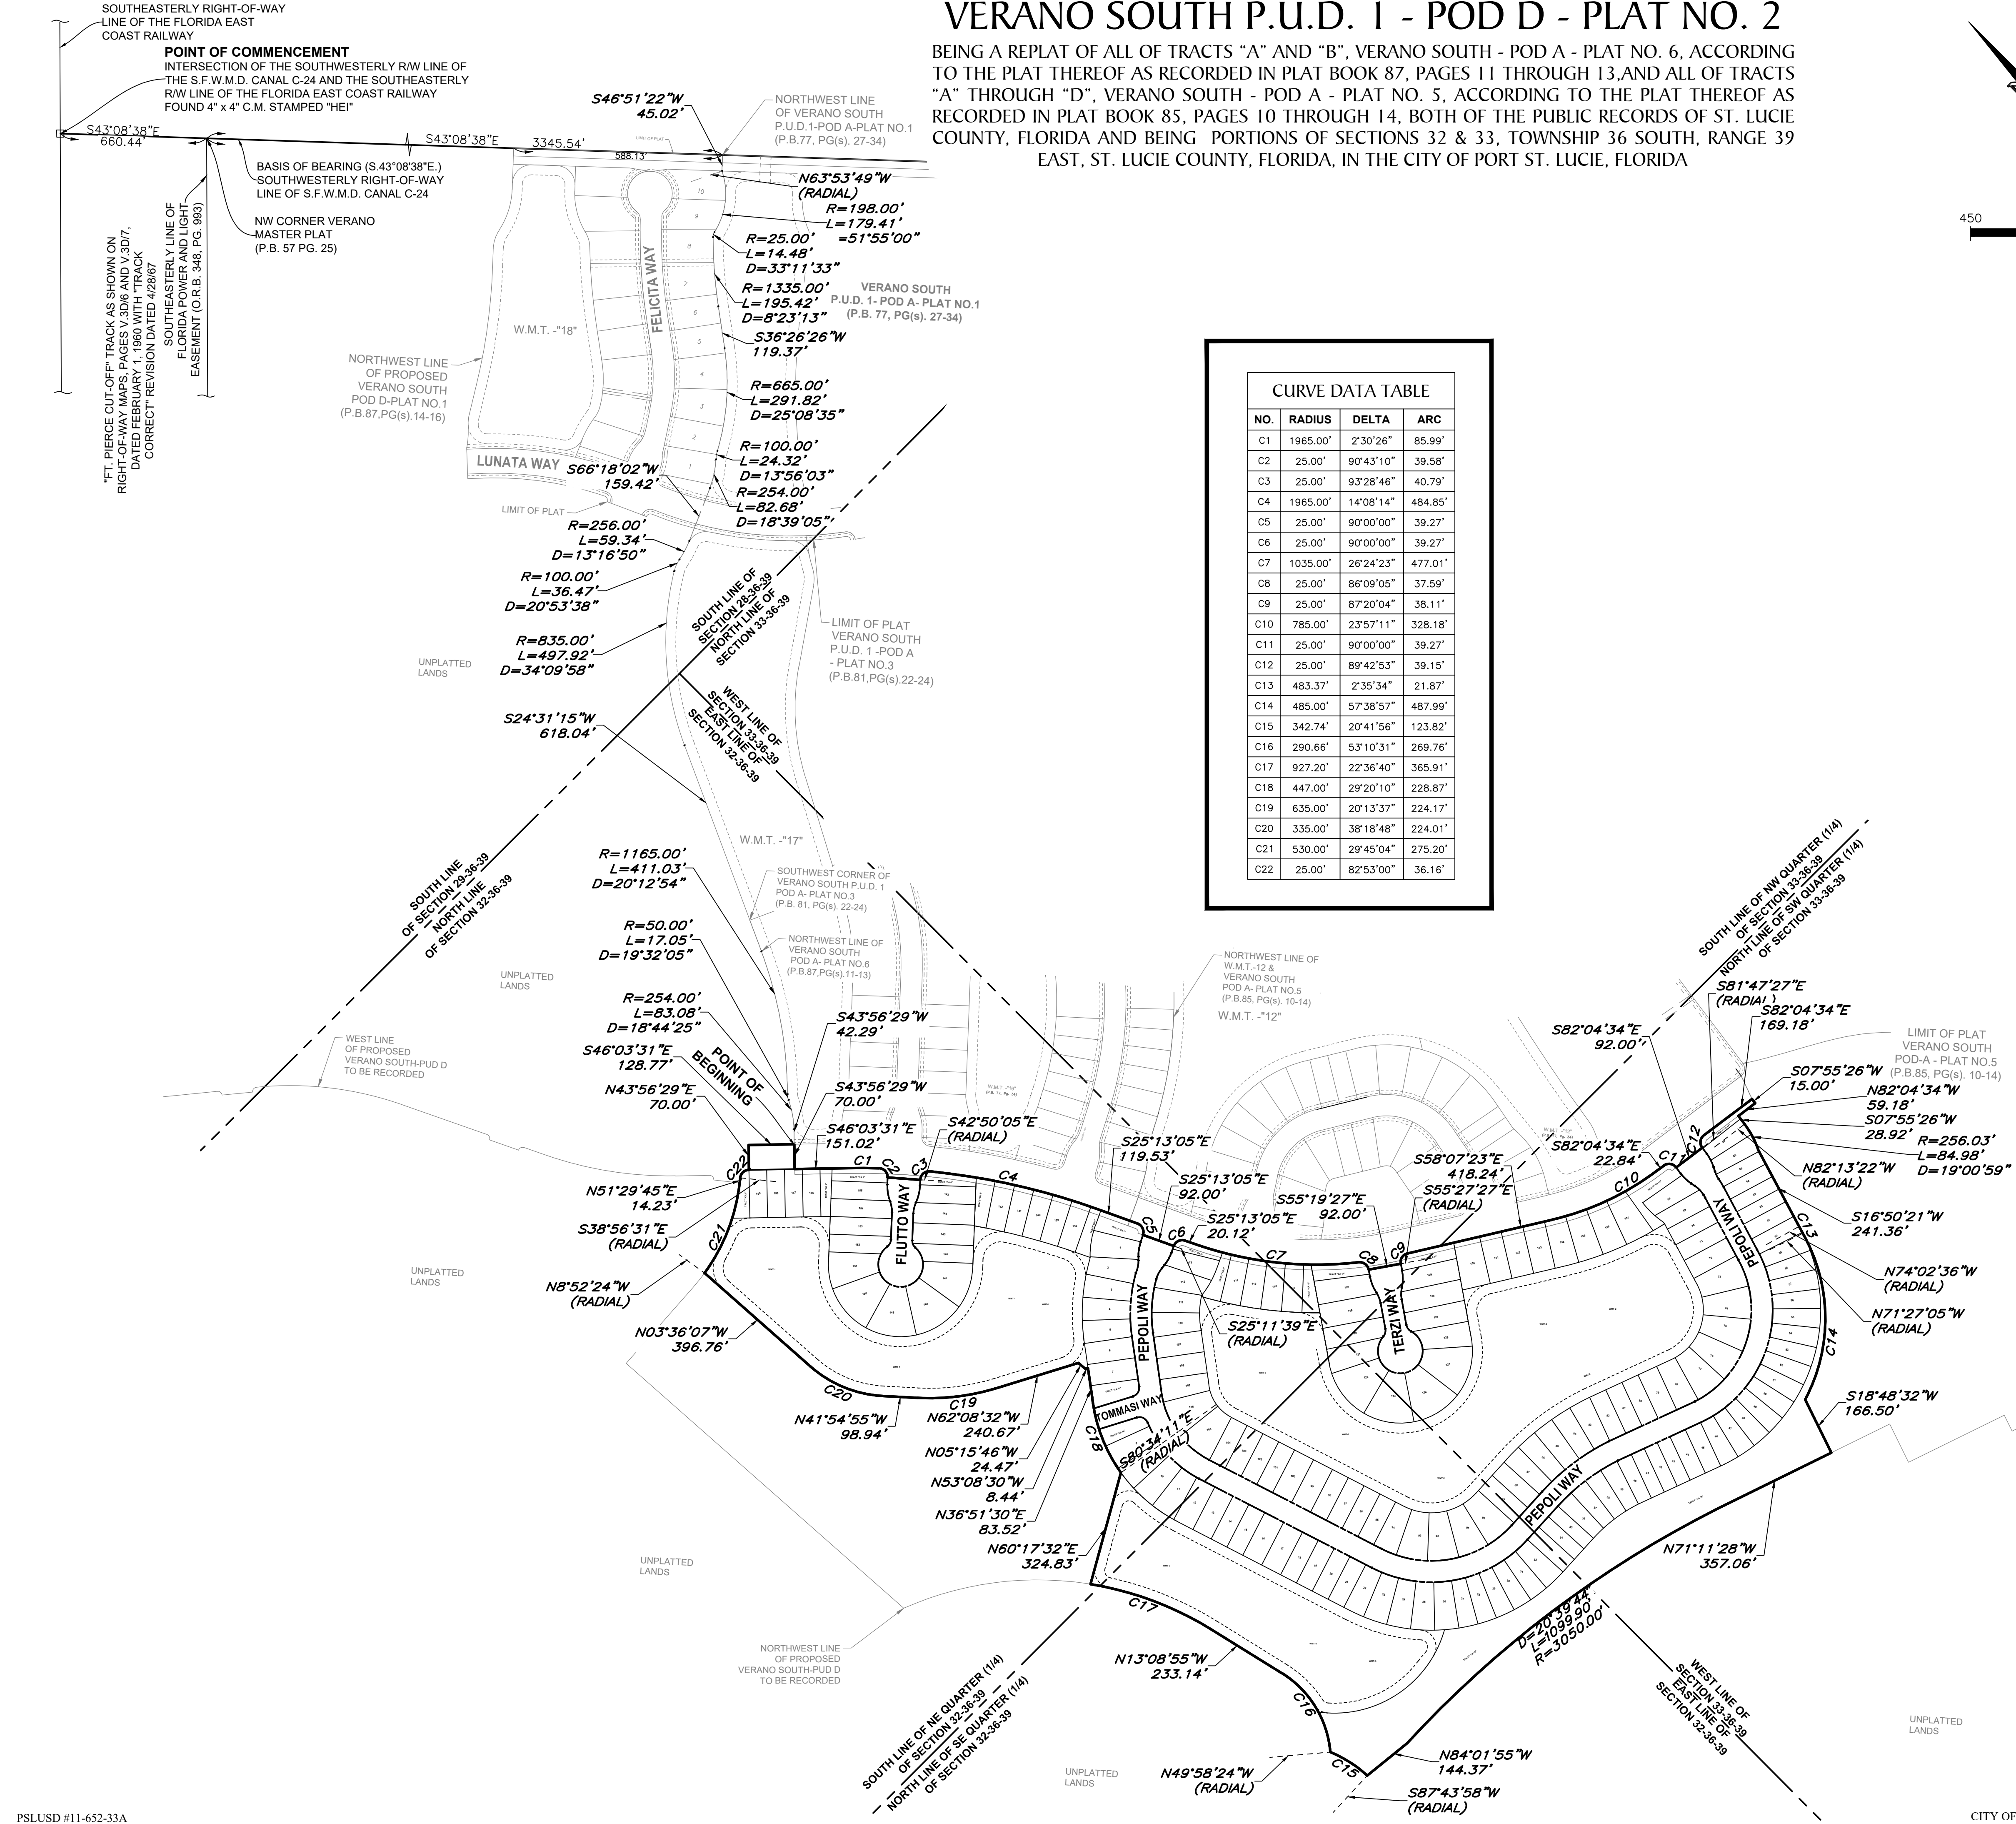 VERANO SOUTH P.U.D. 1 - POD D - PLAT NO. 2
BEING A REPLAT OF ALL OF TRACTS “A” AND “B”, VERANO SOUTH - POD A - PLAT NO. 6, ACCORDING
TO THE PLAT THEREOF AS RECORDED IN PLAT BOOK 87, PAGES 11 THROUGH 13,AND ALL OF TRACTS
“A” THROUGH “D”, VERANO SOUTH - POD A - PLAT NO. 5, ACCORDING TO THE PLAT THEREOF AS
RECORDED IN PLAT BOOK 85, PAGES 10 THROUGH 14, BOTH OF THE PUBLIC RECORDS OF ST. LUCIE
COUNTY, FLORIDA AND BEING PORTIONS OF SECTIONS 32 & 33, TOWNSHIP 36 SOUTH, RANGE 39
EAST, ST. LUCIE COUNTY, FLORIDA, IN THE CITY OF PORT ST. LUCIE, FLORIDA
450
SOUTHEASTERLY RIGHT-OF-WAY
LINE OF THE FLORIDA EAST
COAST RAILWAY
POINT OF COMMENCEMENT
INTERSECTION OF THE SOUTHWESTERLY R/W LINE OF
THE S.F.W.M.D. CANAL C-24 AND THE SOUTHEASTERLY
R/W LINE OF THE FLORIDA EAST COAST RAILWAY
FOUND 4" x 4" C.M. STAMPED "HEI"
S43°08'38"E
660.44'
S43°08'38"E
3345.54'
LIMIT OF PLAT
588.13'
S46°51'22"W
45.02'
NORTHWEST LINE
OF VERANO SOUTH
P.U.D.1-POD A-PLAT NO.1
(P.B.77, PG(s). 27-34)
BASIS OF BEARING (S.43°08'38"E.)
SOUTHWESTERLY RIGHT-OF-WAY
LINE OF S.F.W.M.D. CANAL C-24
NW CORNER VERANO
MASTER PLAT
(P.B. 57 PG. 25)
"FT. PIERCE CUT-OFF" TRACK AS SHOWN ON
RIGHT-OF-WAY MAPS, PAGES V.3D/6 AND V.3D/7,
DATED FEBRUARY 1, 1960 WITH "TRACK
CORRECT" REVISION DATED 4/28/67
SOUTHEASTERLY LINE OF
FLORIDA POWER AND LIGHT
EASEMENT (O.R.B. 348, PG. 993)
N63°53'49"W
(RADIAL)
R=198.00'
L=179.41'
=51°55'00"
R=25.00'
L=14.48'
D=33°11'33"
R=1335.00'
L=195.42'
D=8°23'13"
VERANO SOUTH
P.U.D. 1- POD A- PLAT NO.1
(P.B. 77, PG(s). 27-34)
S36°26'26"W
119.37'
R=665.00'
L=291.82'
D=25°08'35"
R=100.00'
L=24.32'
D=13°56'03"
R=254.00'
L=82.68'
D=18°39'05"
10
9
8
7
6
5
4
3
2
1
FELICITA WAY
W.M.T. -"18"
LUNATA WAY
NORTHWEST LINE
OF PROPOSED
VERANO SOUTH
POD D-PLAT NO.1
(P.B.87,PG(s).14-16)
S66°18'02"W
159.42'
LIMIT OF PLAT
R=256.00'
L=59.34'
D=13°16'50"
R=100.00'
L=36.47'
D=20°53'38"
R=835.00'
L=497.92'
D=34°09'58"
UNPLATTED
LANDS
SOUTH LINE OF
SECTION 28-36-39
NORTH LINE OF
SECTION 33-36-39
LIMIT OF PLAT
VERANO SOUTH
P.U.D. 1 -POD A
- PLAT NO.3
(P.B.81,PG(s).22-24)
WEST LINE OF
SECTION 33-36-39
EAST LINE OF
SECTION 32-36-39
S24°31'15"W
618.04'
W.M.T. -"17"
SOUTH LINE
OF SECTION 29-36-39
NORTH LINE
OF SECTION 32-36-39
CURVE DATA TABLE
NO. RADIUS DELTA ARC
C1 1965.00' 2°30'26" 85.99'
C2 25.00' 90°43'10" 39.58'
C3 25.00' 93°28'46" 40.79'
C4 1965.00' 14°08'14" 484.85'
C5 25.00' 90°00'00" 39.27'
C6 25.00' 90°00'00" 39.27'
C7 1035.00' 26°24'23" 477.01'
C8 25.00' 86°09'05" 37.59'
C9 25.00' 87°20'04" 38.11'
C10 785.00' 23°57'11" 328.18'
C11 25.00' 90°00'00" 39.27'
C12 25.00' 89°42'53" 39.15'
C13 483.37' 2°35'34" 21.87'
C14 485.00' 57°38'57" 487.99'
C15 342.74' 20°41'56" 123.82'
C16 290.66' 53°10'31" 269.76'
C17 927.20' 22°36'40" 365.91'
C18 447.00' 29°20'10" 228.87'
C19 635.00' 20°13'37" 224.17'
C20 335.00' 38°18'48" 224.01'
C21 530.00' 29°45'04" 275.20'
C22 25.00' 82°53'00" 36.16'
R=1165.00'
L=411.03'
D=20°12'54"
SOUTHWEST CORNER OF
VERANO SOUTH P.U.D. 1
POD A- PLAT NO.3
(P.B. 81, PG(s). 22-24)
R=50.00'
L=17.05'
D=19°32'05"
NORTHWEST LINE OF
VERANO SOUTH
POD A- PLAT NO.6
(P.B.87,PG(s).11-13)
UNPLATTED
LANDS
R=254.00'
L=83.08'
D=18°44'25"
S43°56'29"W
42.29'
WEST LINE
OF PROPOSED
VERANO SOUTH-PUD D
TO BE RECORDED
S46°03'31"E
128.77'
POINT OF
BEGINNING
N43°56'29"E
70.00'
S43°56'29"W
70.00'
S46°03'31"E
151.02'
S42°50'05"E
(RADIAL)
NORTHWEST LINE OF
W.M.T.-12 &
VERANO SOUTH
POD A- PLAT NO.5
(P.B.85, PG(s). 10-14)
W.M.T. -"12"
SOUTH LINE OF NW QUARTER (1/4)
OF SECTION 33-36-39
NORTH LINE OF SW QUARTER (1/4)
OF SECTION 33-36-39
S81°47'27"E
(RADIAL)
S82°04'34"E
169.18'
S82°04'34"E
92.00'
LIMIT OF PLAT
VERANO SOUTH
POD-A - PLAT NO.5
(P.B.85, PG(s). 10-14)
S07°55'26"W
15.00'
N82°04'34"W
59.18'
S07°55'26"W
28.92'
R=256.03'
L=84.98'
D=19°00'59"
N82°13'22"W
(RADIAL)
S16°50'21"W
241.36'
N74°02'36"W
(RADIAL)
N71°27'05"W
(RADIAL)
S18°48'32"W
166.50'
S25°13'05"E
119.53'
S25°13'05"E
92.00'
S25°13'05"E
20.12'
S55°19'27"E
92.00'
S58°07'23"E
418.24'
S55°27'27"E
(RADIAL)
S82°04'34"E
22.84'
S25°11'39"E
(RADIAL)
C22
C1
C2
C3
C4
C5
C6
C7
C8
C9
C10
C11
C12
C13
C14
C21
C20
C19
C18
C17
C16
C15
FLUTTO WAY
PEPOLI WAY
TERZI WAY
PEPOLI WAY
TOMMASI WAY
PEPOLI WAY
N51°29'45"E
14.23'
S38°56'31"E
(RADIAL)
N8°52'24"W
(RADIAL)
UNPLATTED
LANDS
N03°36'07"W
396.76'
N41°54'55"W
98.94'
N62°08'32"W
240.67'
N05°15'46"W
24.47'
N53°08'30"W
8.44'
N36°51'30"E
83.52'
S80°34'11"E
(RADIAL)
N60°17'32"E
324.83'
UNPLATTED
LANDS
NORTHWEST LINE
OF PROPOSED
VERANO SOUTH-PUD D
TO BE RECORDED
N13°08'55"W
233.14'
N71°11'28"W
357.06'
D=20°39'44"
L=1099.90'
R=3050.00'
WEST LINE OF
SECTION 33-36-39
EAST LINE OF
SECTION 32-36-39
SOUTH LINE OF NE QUARTER (1/4)
OF SECTION 32-36-39
NORTH LINE OF SE QUARTER (1/4)
OF SECTION 32-36-39
UNPLATTED
LANDS
N49°58'24"W
(RADIAL)
N84°01'55"W
144.37'
S87°43'58"W
(RADIAL)
UNPLATTED
LANDS
PSLUSD #11-652-33A
CITY OF